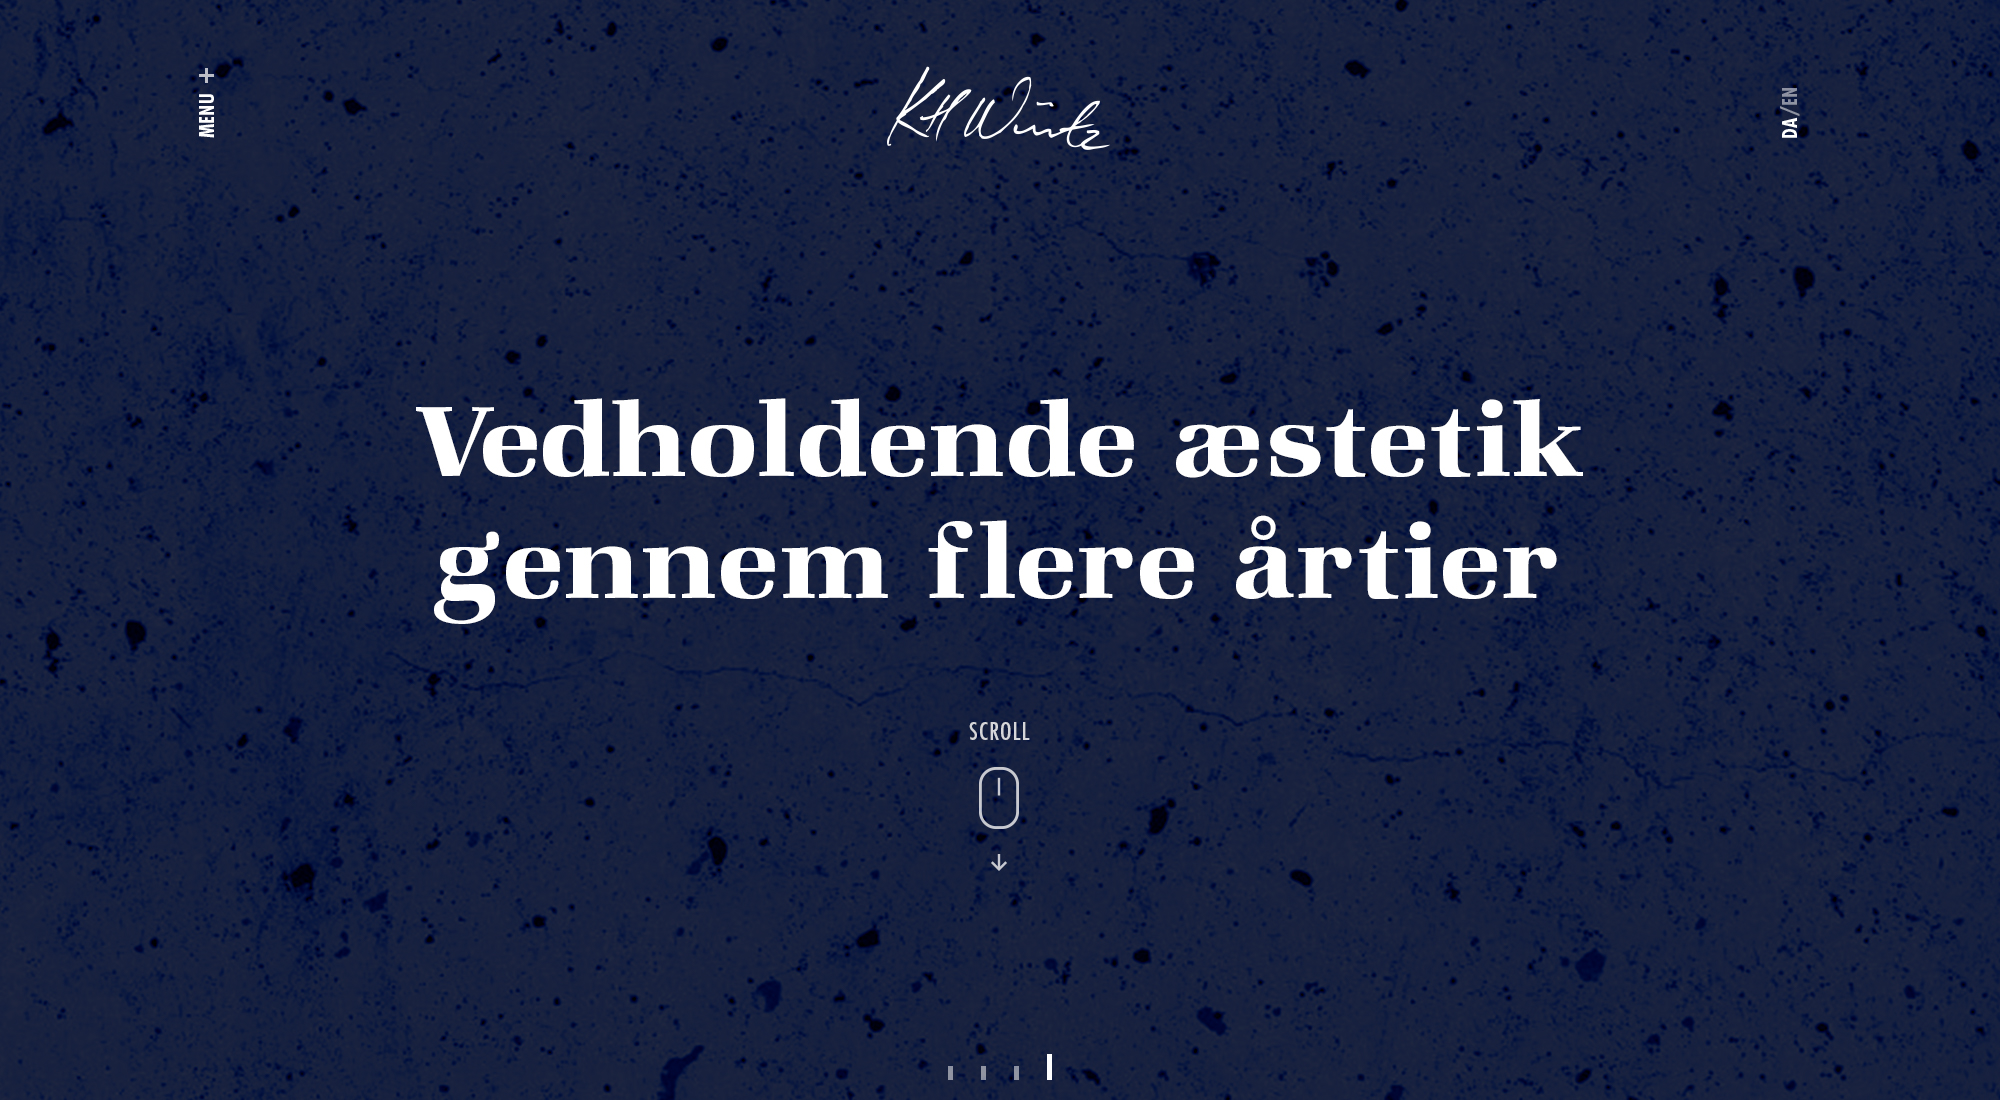 MENU +
KH Würtz
DA/EN
Vedholdende æstetik
gennem flere årtier
SCROLL